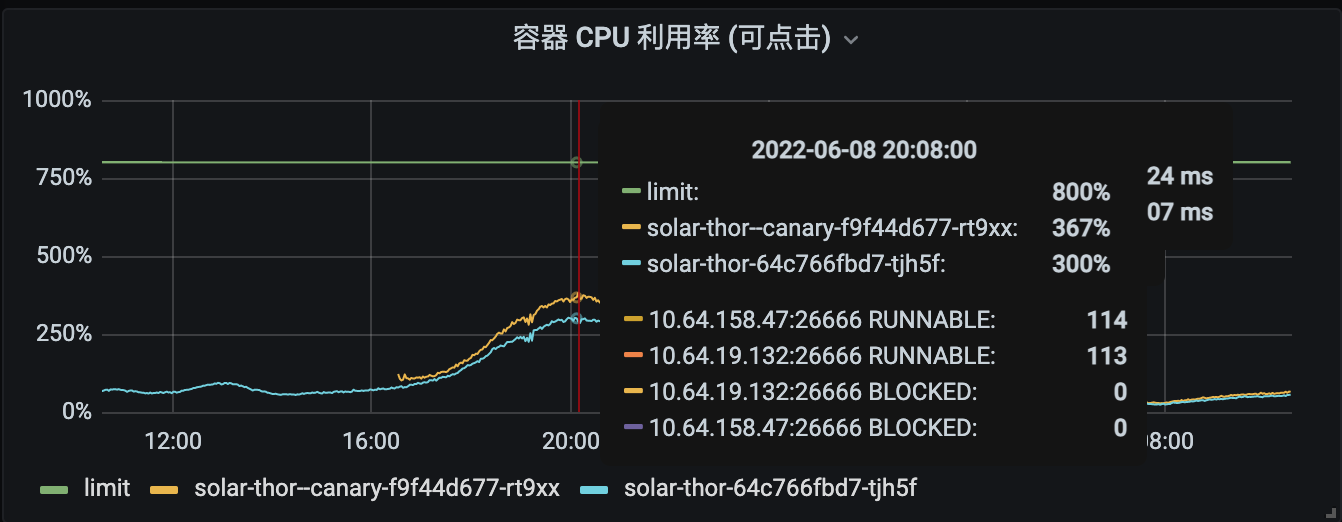 容器 CPU 利用率 (可点击)
1000%
750%
500%
250%
0%
12:00
16:00
20:00
08:00
2022-06-08 20:08:00
limit: 800%
solar-thor--canary-f9f44d677-rt9xx: 367%
solar-thor-64c766fbd7-tjh5f: 300%
24 ms
07 ms
10.64.158.47:26666 RUNNABLE: 114
10.64.19.132:26666 RUNNABLE: 113
10.64.19.132:26666 BLOCKED: 0
10.64.158.47:26666 BLOCKED: 0
limit solar-thor--canary-f9f44d677-rt9xx solar-thor-64c766fbd7-tjh5f